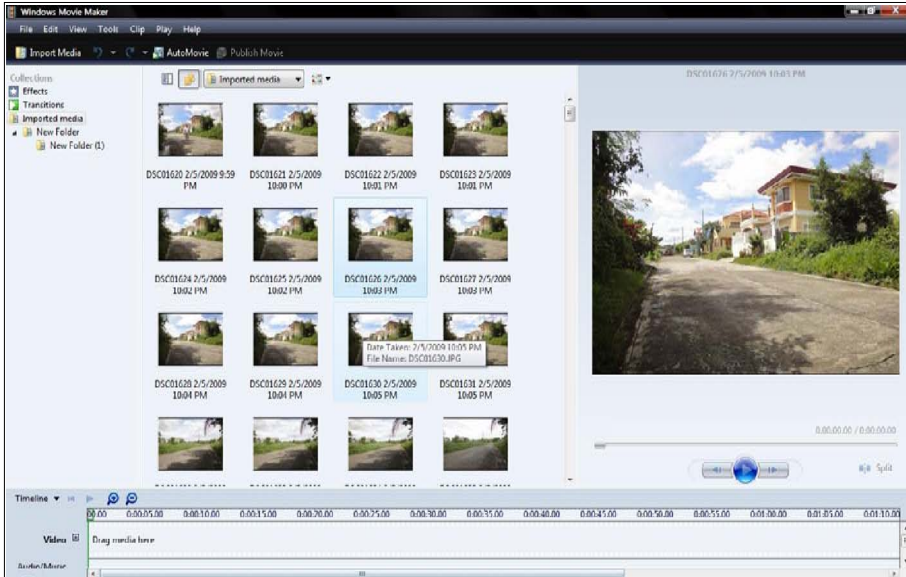 Windows Movie Maker
File Edit View Tools Clip Play Help
Import Media AutoMovie Publish Movie
Collections
Effects
Transitions
Imported media
New Folder
New Folder (1)
Imported media
DSC01620 2/5/2009 9:59
PM
DSC01621 2/5/2009
10:00 PM
DSC01622 2/5/2009
10:01 PM
DSC01623 2/5/2009
10:01 PM
DSC01624 2/5/2009
10:02 PM
DSC01625 2/5/2009
10:02 PM
DSC01626 2/5/2009
10:03 PM
DSC01627 2/5/2009
10:03 PM
Date Taken: 2/5/2009 10:05 PM
File Name: DSC01630.JPG
DSC01628 2/5/2009
10:04 PM
DSC01629 2/5/2009
10:04 PM
DSC01630 2/5/2009
10:05 PM
DSC01631 2/5/2009
10:05 PM
DSC01626 2/5/2009 10:03 PM
0:00:00.00 / 0:00:00.00
Split
Timeline
00.00 0:00:05.00 0:00:10.00 0:00:15.00 0:00:20.00 0:00:25.00 0:00:30.00 0:00:35.00 0:00:40.00 0:00:45.00 0:00:50.00 0:00:55.00 0:01:00.00 0:01:05.00 0:01:10.00
Video Drag media here
Audio/Music